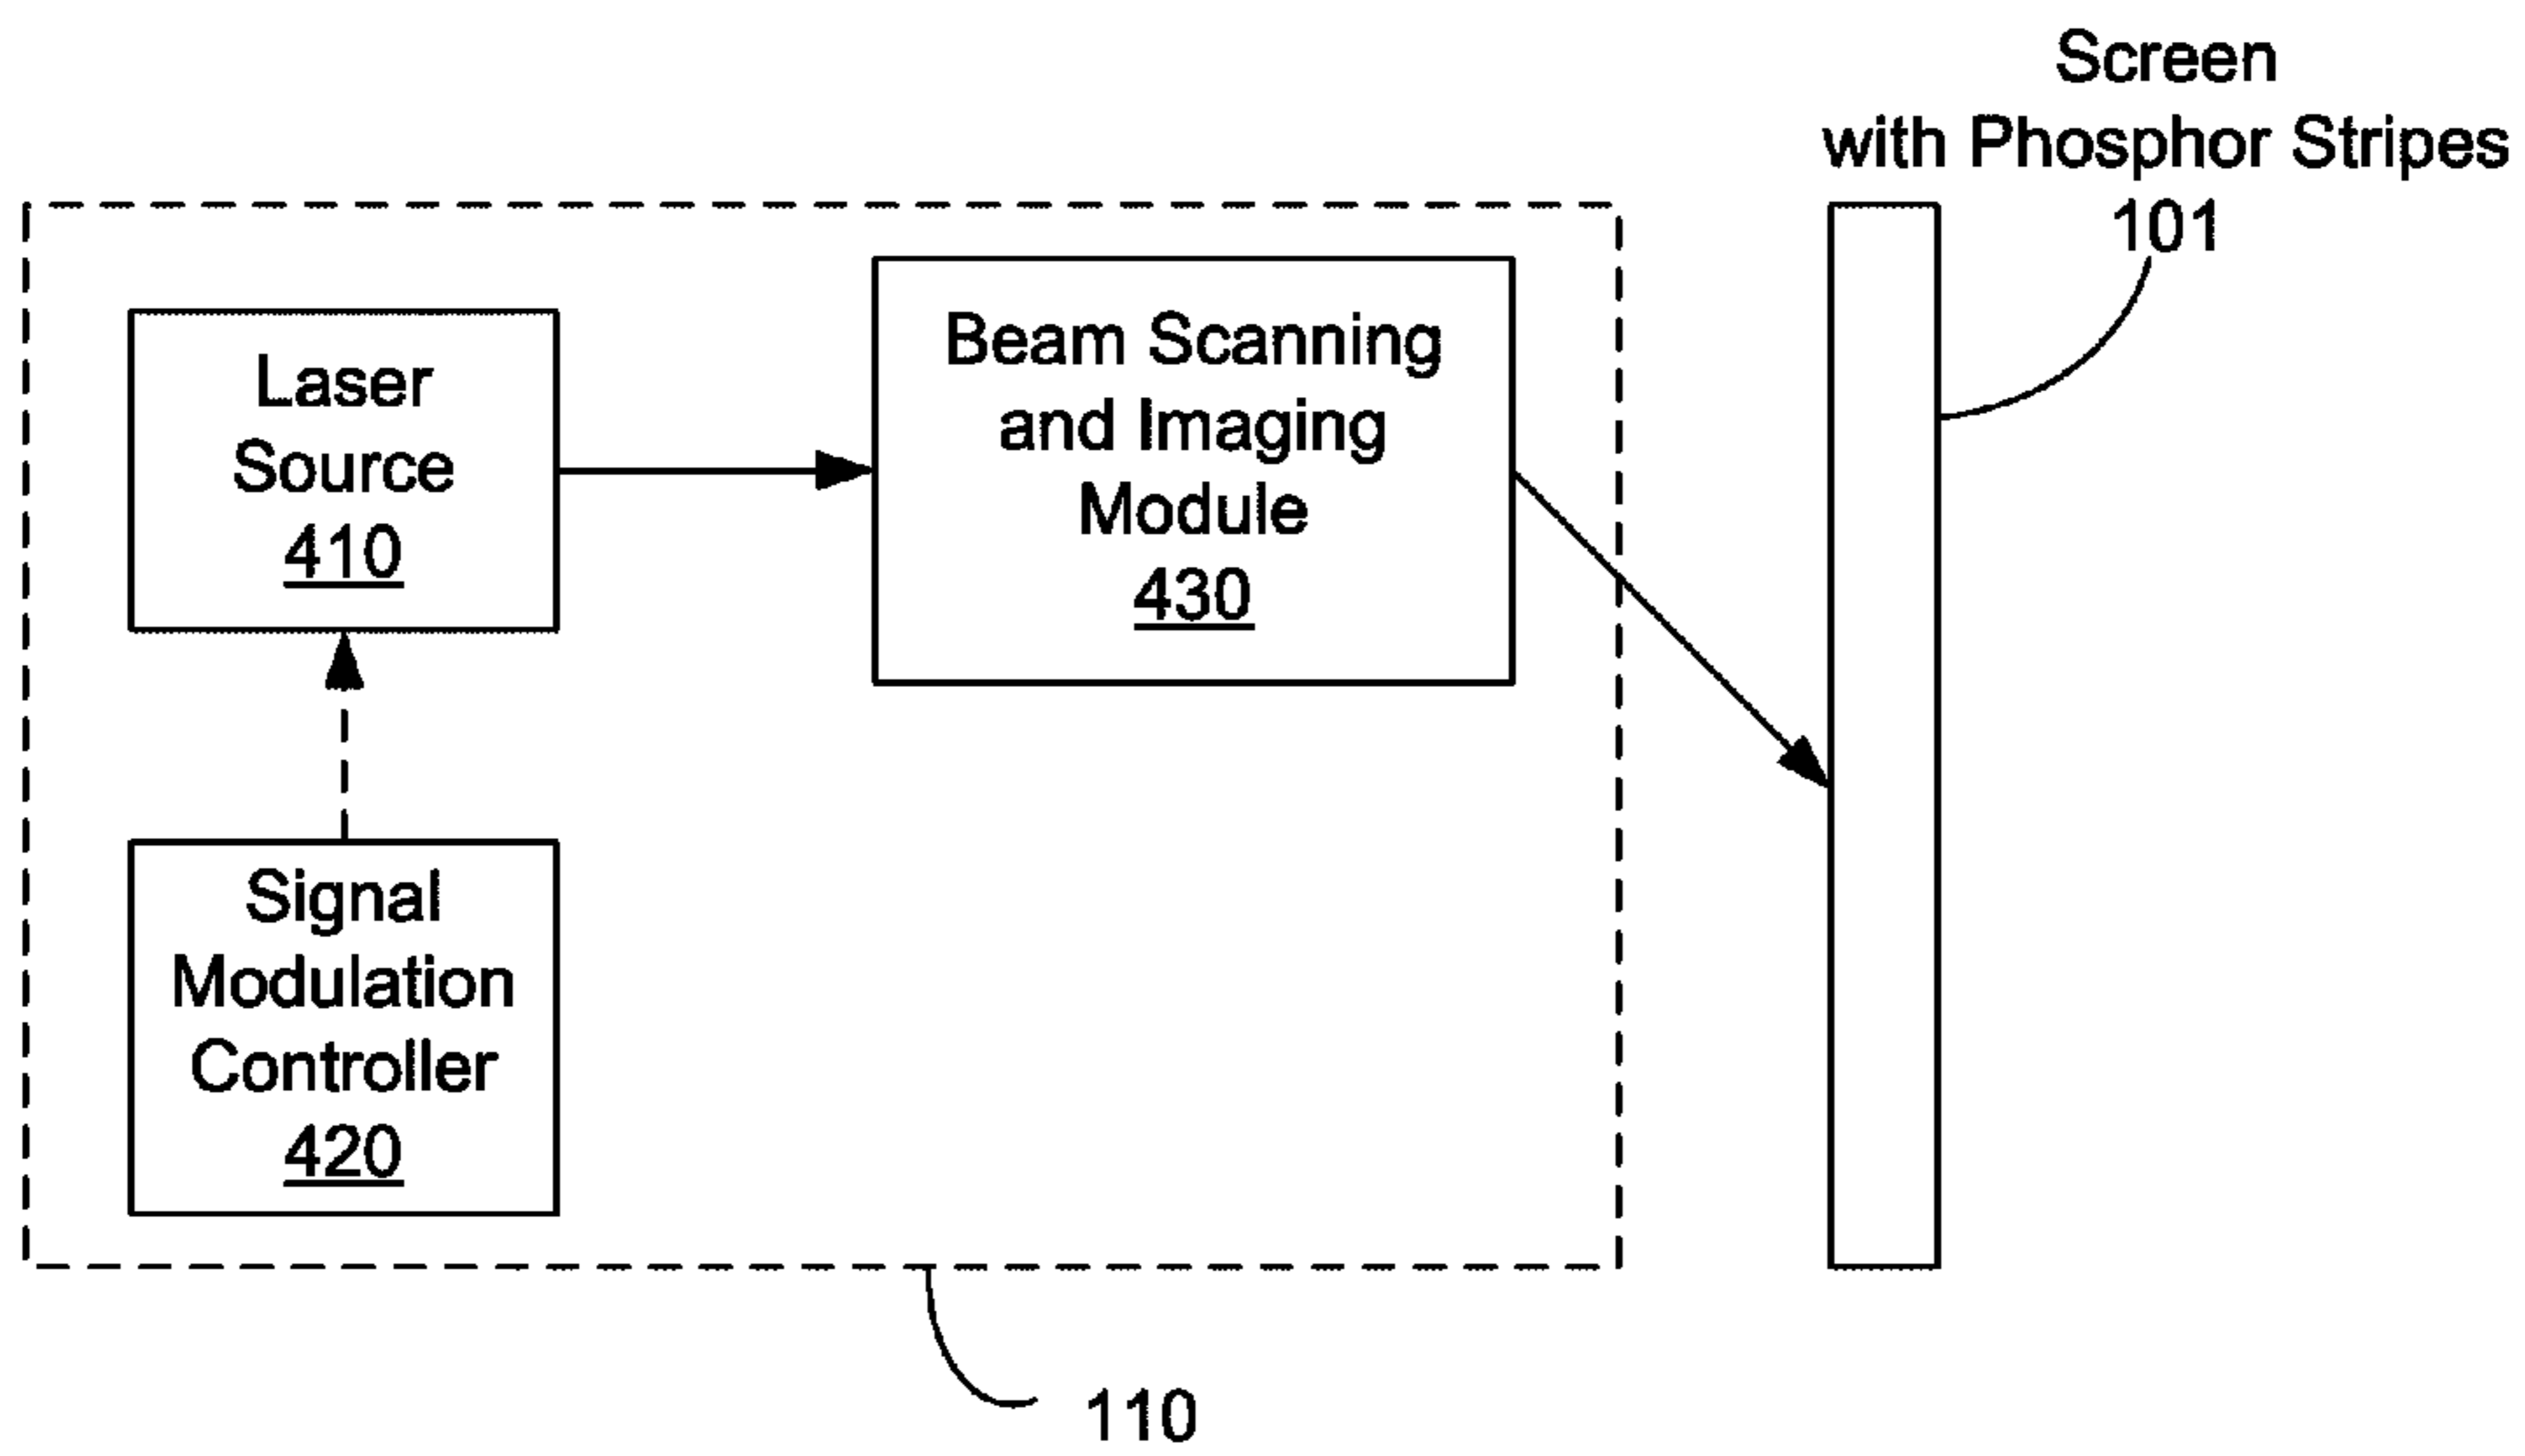 Screen
with Phosphor Stripes
101
Laser
Source
410
Beam Scanning
and Imaging
Module
430
Signal
Modulation
Controller
420
110